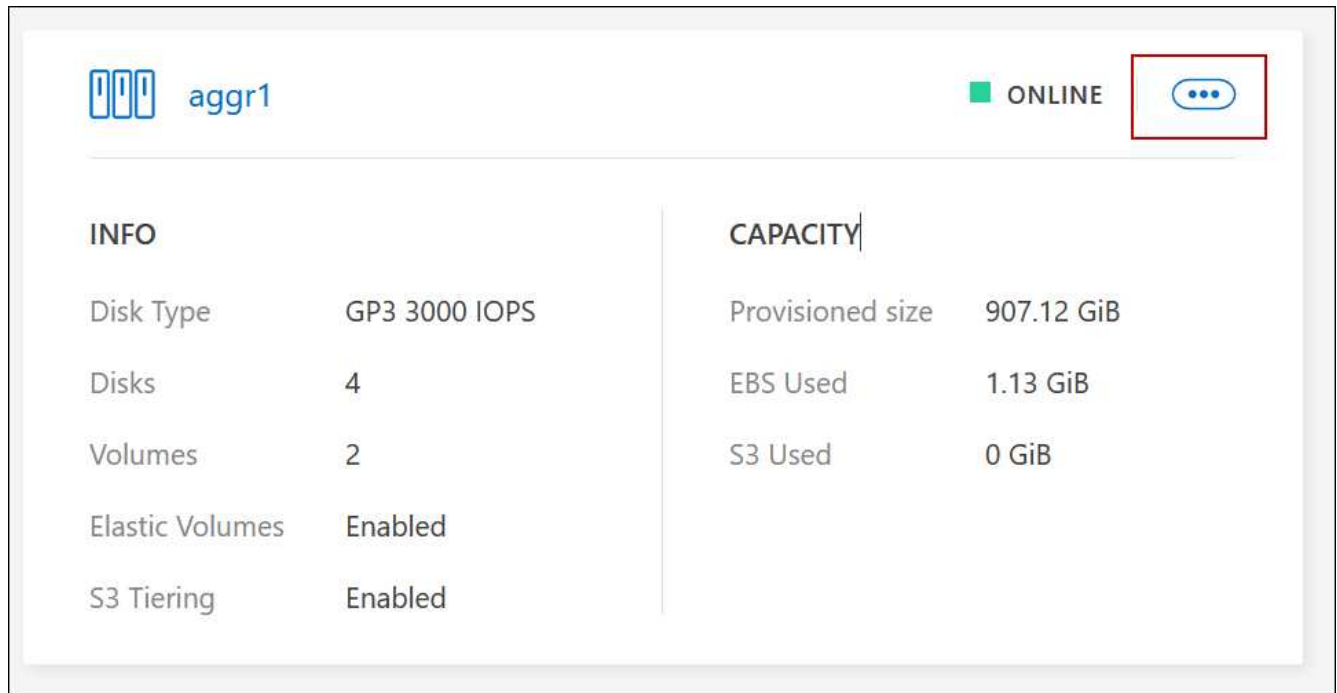 aggr1
ONLINE
INFO
Disk Type GP3 3000 IOPS
Disks 4
Volumes 2
Elastic Volumes Enabled
S3 Tiering Enabled
CAPACITY
Provisioned size 907.12 GiB
EBS Used 1.13 GiB
S3 Used 0 GiB